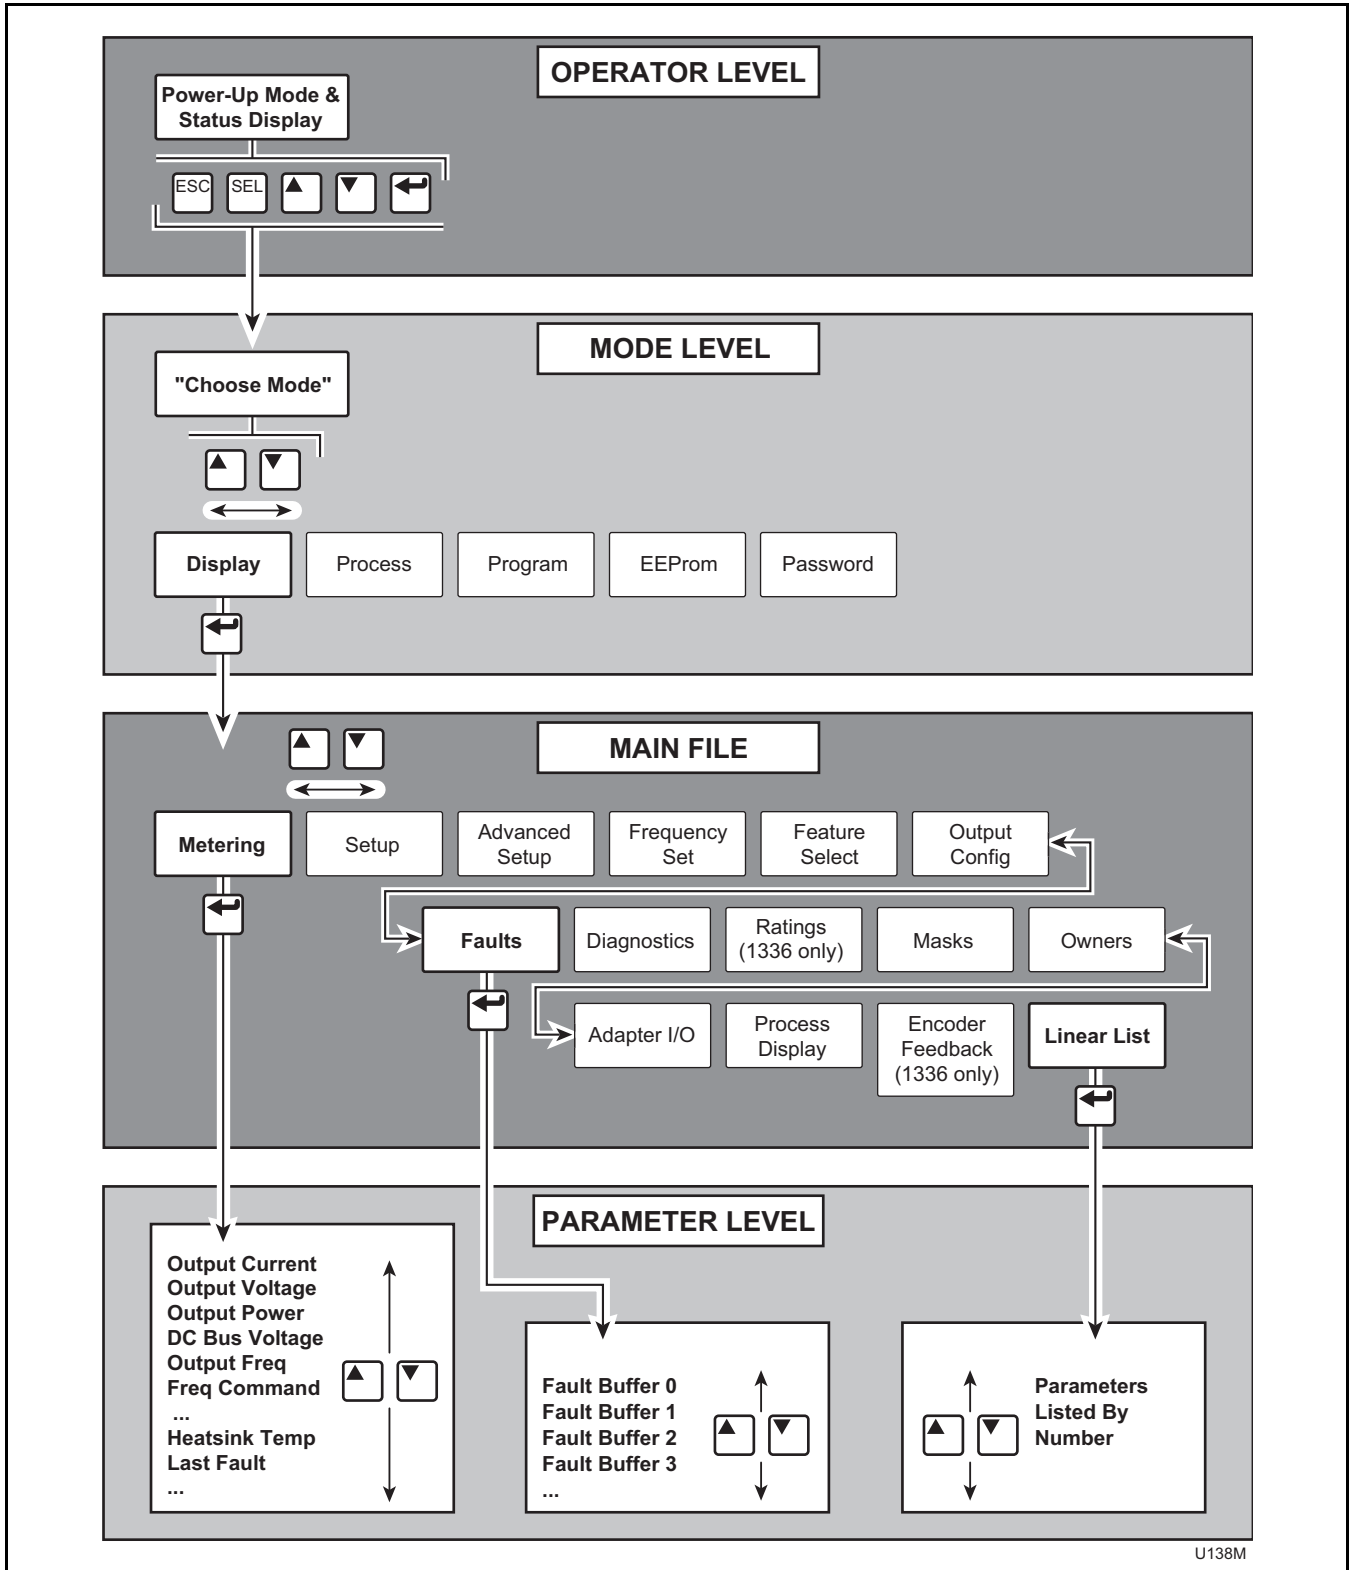 OPERATOR LEVEL
Power-Up Mode &
Status Display
ESC
SEL
MODE LEVEL
"Choose Mode"
Display
Process
Program
EEProm
Password
MAIN FILE
Metering
Setup
Advanced
Setup
Frequency
Set
Feature
Select
Output
Config
Faults
Diagnostics
Ratings
(1336 only)
Masks
Owners
Adapter I/O
Process
Display
Encoder
Feedback
(1336 only)
Linear List
PARAMETER LEVEL
Output Current
Output Voltage
Output Power
DC Bus Voltage
Output Freq
Freq Command
...
Heatsink Temp
Last Fault
...
Fault Buffer 0
Fault Buffer 1
Fault Buffer 2
Fault Buffer 3
...
Parameters
Listed By
Number
U138M